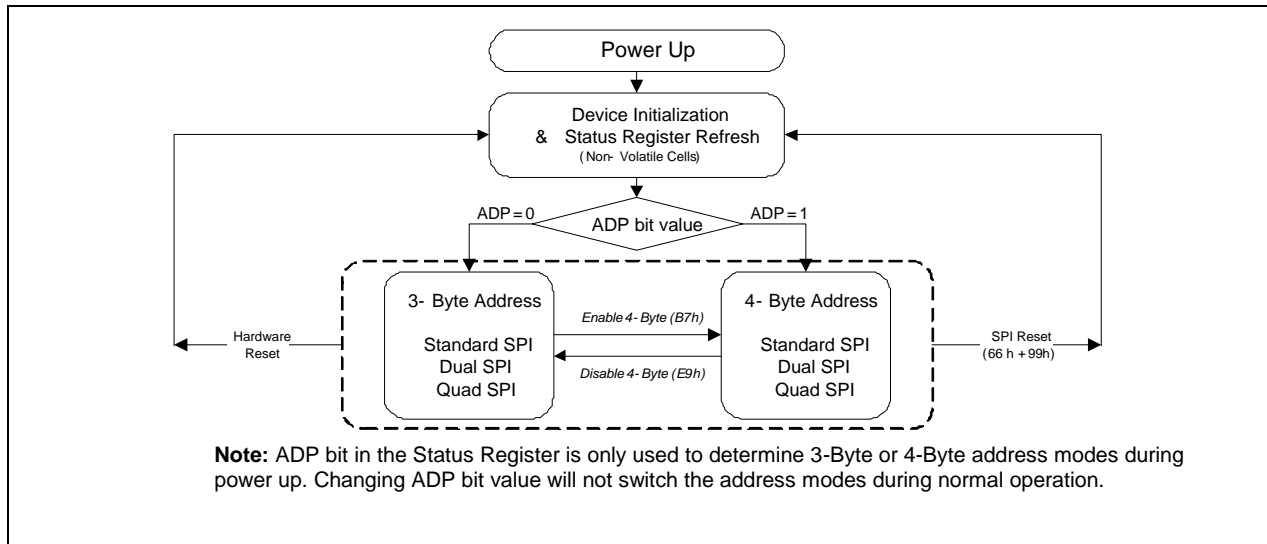 Power Up
Device Initialization
& Status Register Refresh
(Non- Volatile Cells)
ADP = 0
ADP bit value
ADP = 1
3- Byte Address
Standard SPI
Dual SPI
Quad SPI
Enable 4- Byte (B7h)
Disable 4- Byte (E9h)
4- Byte Address
Standard SPI
Dual SPI
Quad SPI
Hardware
Reset
SPI Reset
(66 h + 99h)
Note: ADP bit in the Status Register is only used to determine 3-Byte or 4-Byte address modes during
power up. Changing ADP bit value will not switch the address modes during normal operation.